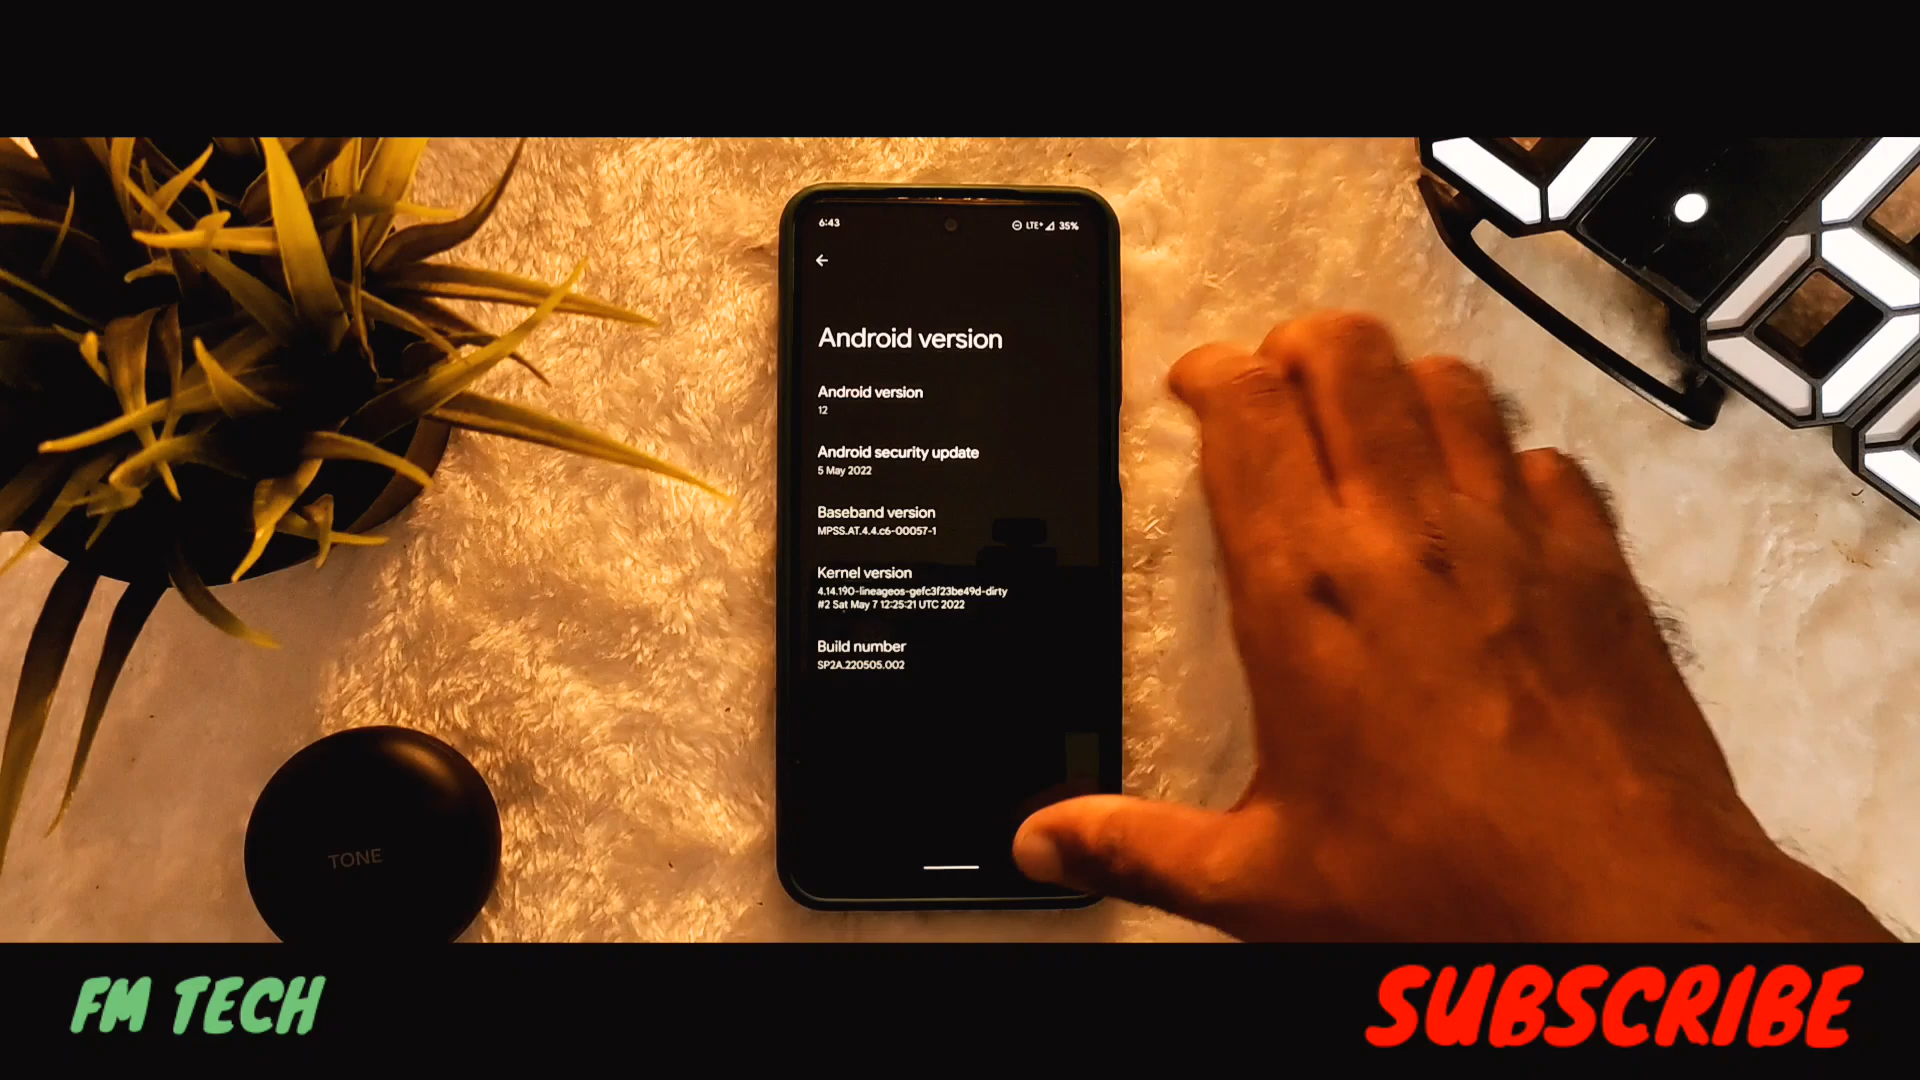 6:43
LTE+ 35%
Android version
Android version
12
Android security update
5 May 2022
Baseband version
MPSS.AT.4.4.c6-00057-1
Kernel version
4.14.190-lineageos-gefc3f23be49d-dirty
#2 Sat May 7 12:25:21 UTC 2022
Build number
SP2A.220505.002
TONE
FM TECH
SUBSCRIBE